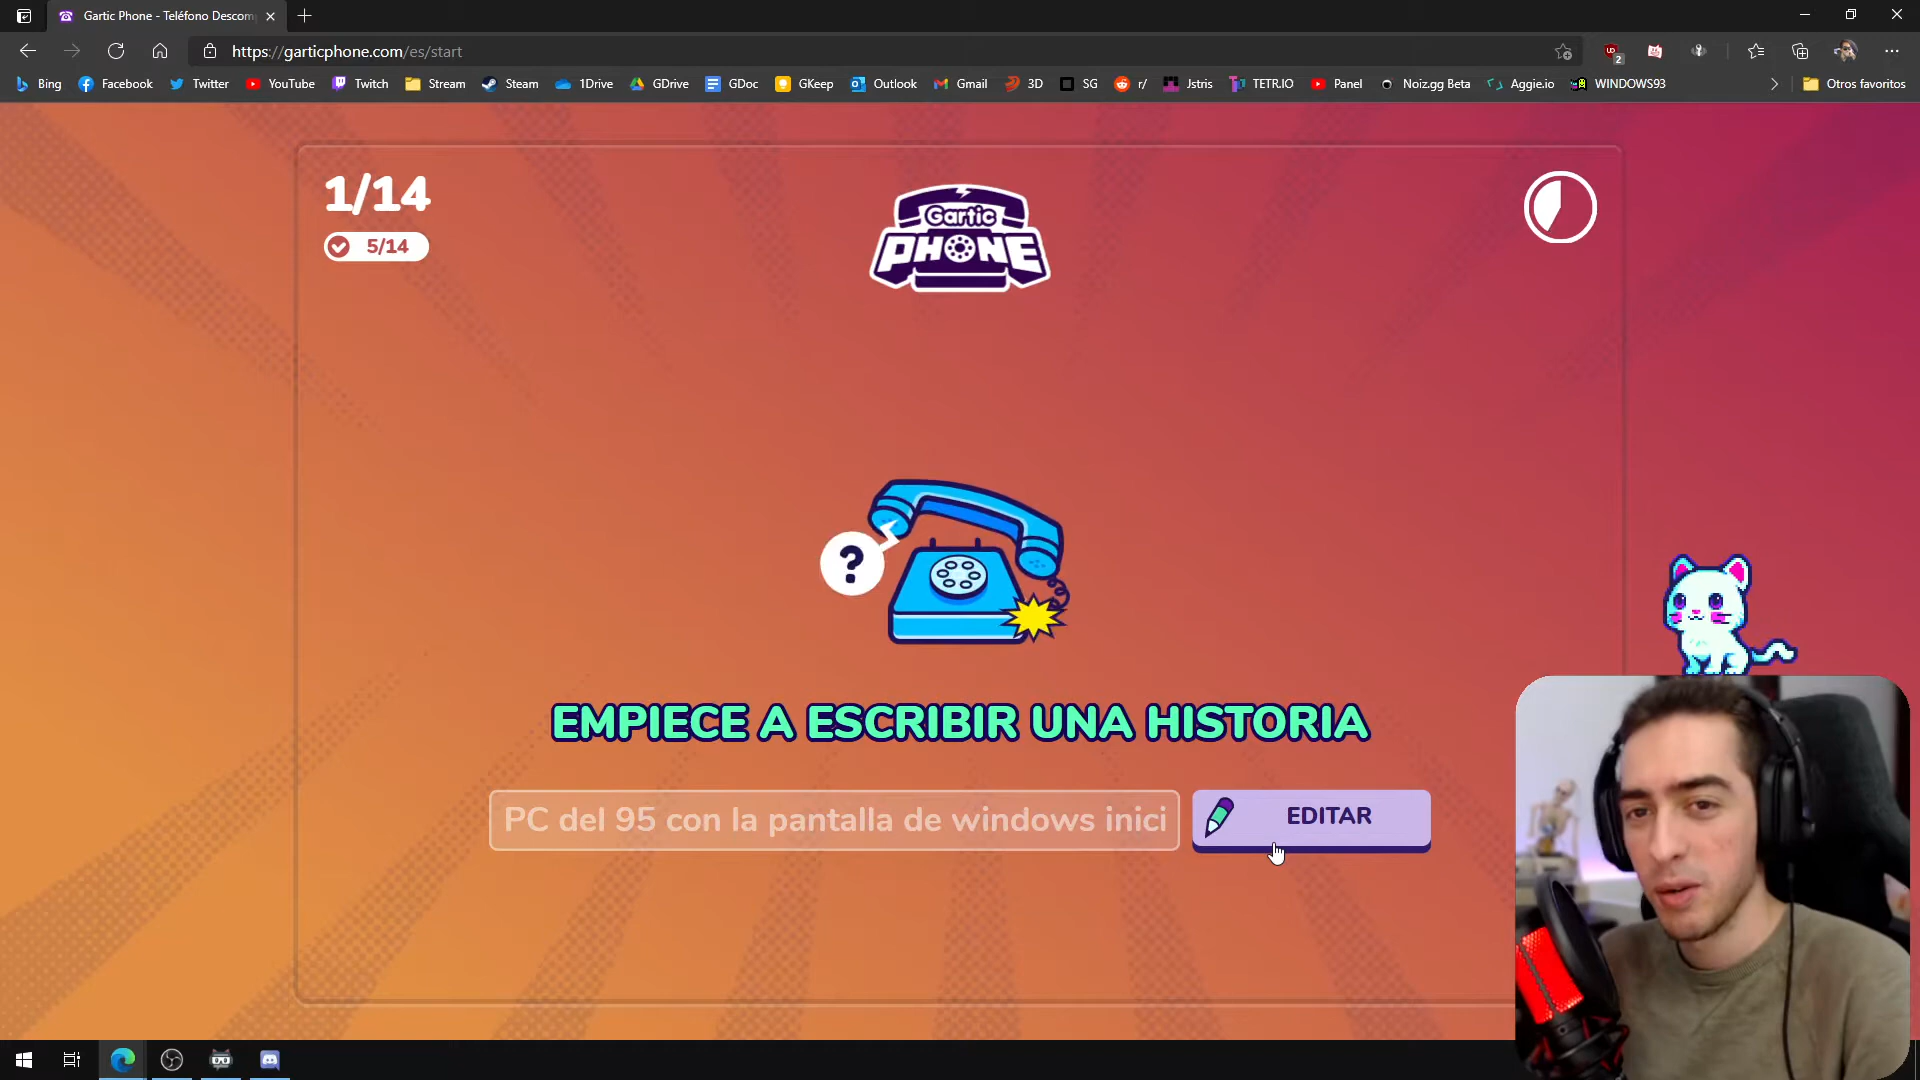 Gartic Phone - Teléfono Descom
https://garticphone.com/es/start
2
Bing
Facebook
Twitter
YouTube
Twitch
Stream
Steam
1Drive
GDrive
GDoc
GKeep
Outlook
Gmail
3D
SG
r/
Jstris
TETR.IO
Panel
Noiz.gg Beta
Aggie.io
WINDOWS93
Otros favoritos
1/14
5/14
Gartic
PHONE
?
EMPIECE A ESCRIBIR UNA HISTORIA
PC del 95 con la pantalla de windows inici
EDITAR